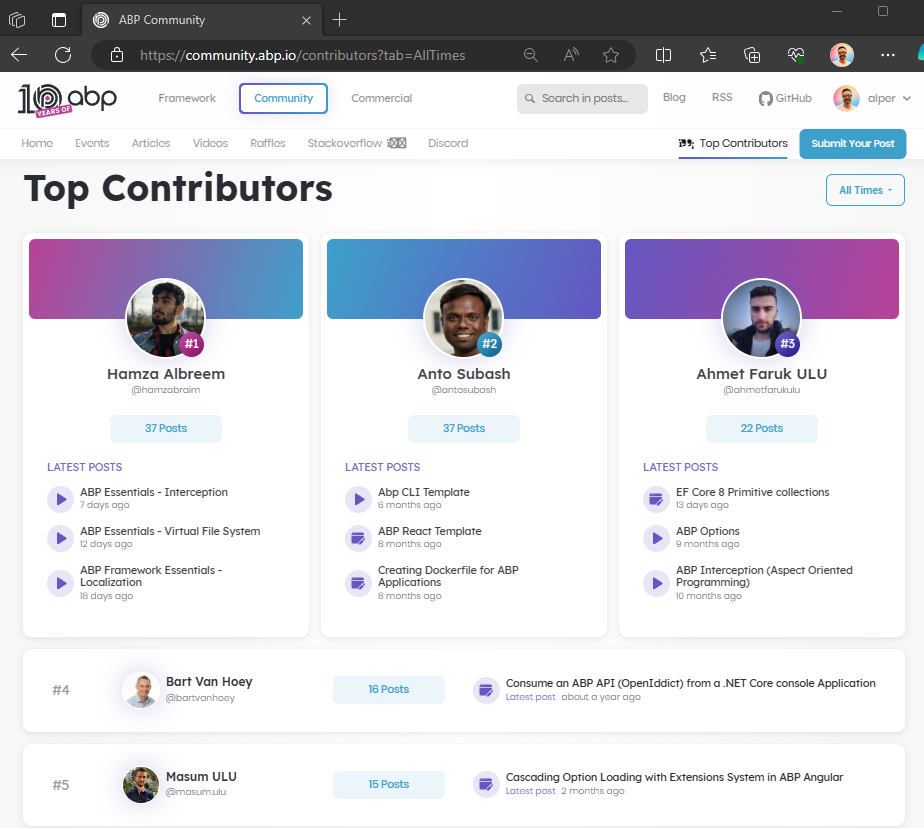 ABP Community
https://community.abp.io/contributors?tab=AllTimes
10 YEARS OF abp
Framework
Community
Commercial
Search in posts...
Blog
RSS
GitHub
alper
Home
Events
Articles
Videos
Raffles
Stackoverflow
Discord
Top Contributors
Submit Your Post
Top Contributors
All Times
#1
Hamza Albreem
@hamzabraim
37 Posts
LATEST POSTS
ABP Essentials - Interception
7 days ago
ABP Essentials - Virtual File System
12 days ago
ABP Framework Essentials -
Localization
18 days ago
#2
Anto Subash
@antosubash
37 Posts
LATEST POSTS
Abp CLI Template
6 months ago
ABP React Template
8 months ago
Creating Dockerfile for ABP
Applications
8 months ago
#3
Ahmet Faruk ULU
@ahmetfarukulu
22 Posts
LATEST POSTS
EF Core 8 Primitive collections
13 days ago
ABP Options
9 months ago
ABP Interception (Aspect Oriented
Programming)
10 months ago
#4
Bart Van Hoey
@bartvanhoey
16 Posts
Consume an ABP API (OpenIddict) from a .NET Core console Application
Latest post about a year ago
#5
Masum ULU
@masum.ulu
15 Posts
Cascading Option Loading with Extensions System in ABP Angular
Latest post 2 months ago